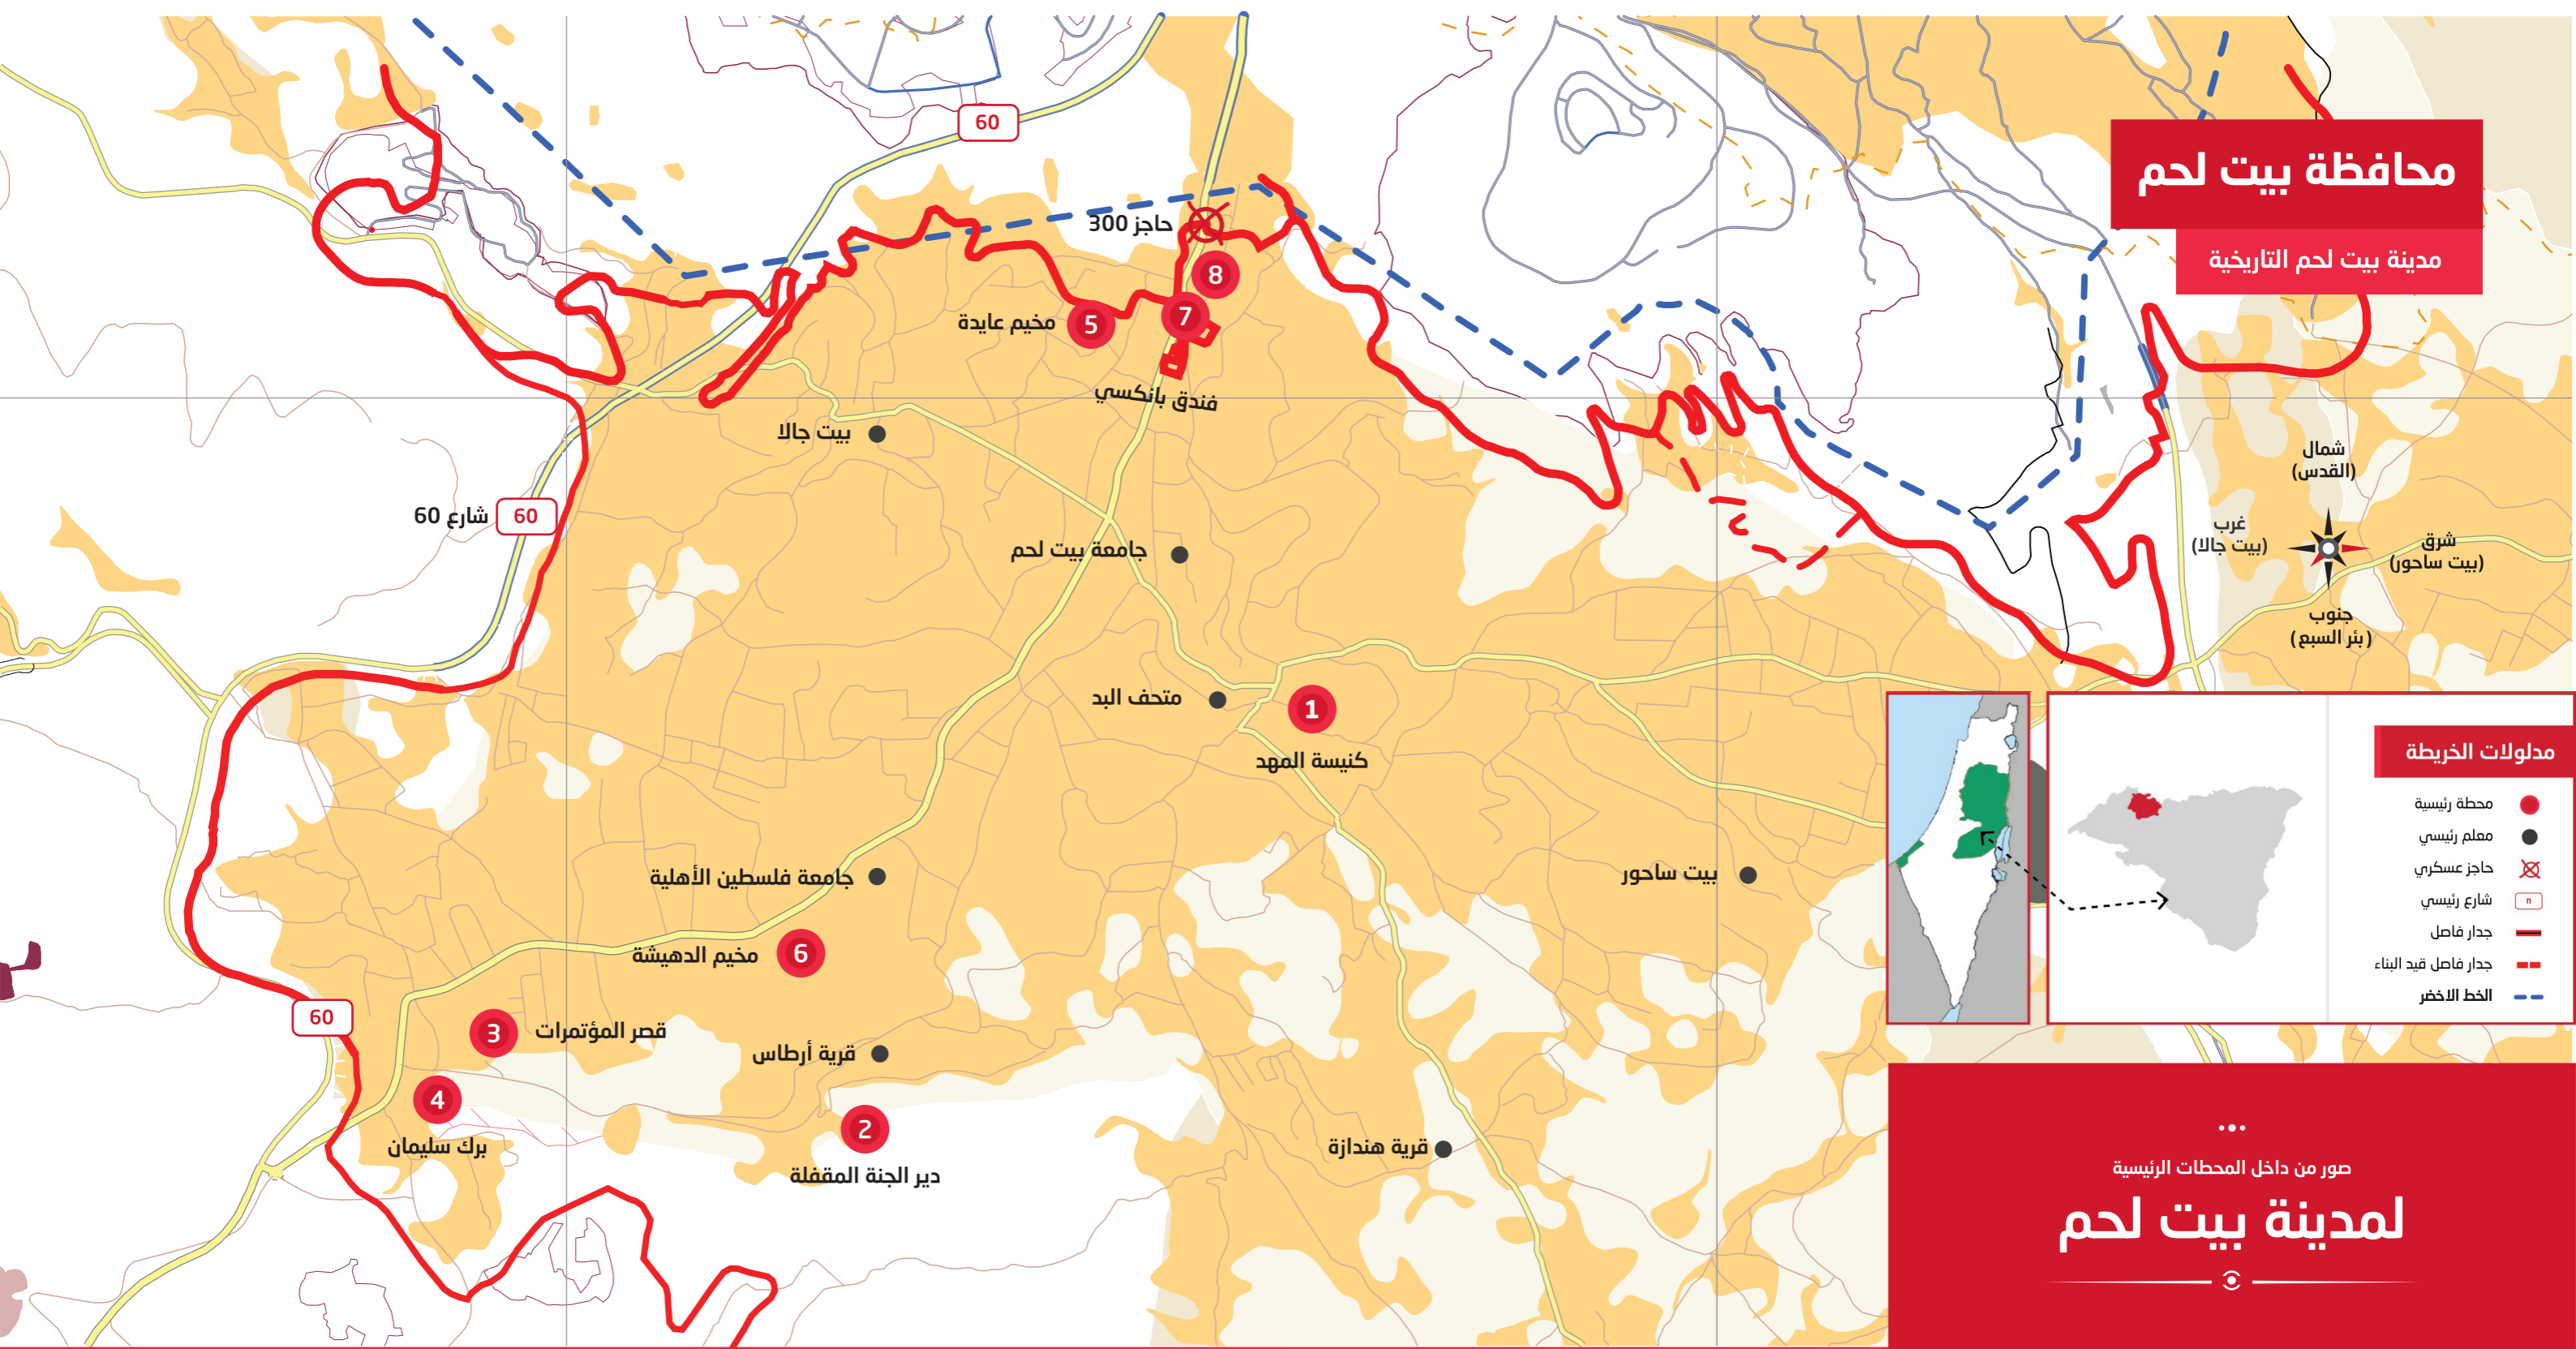 محافظة بيت لحم
مدينة بيت لحم التاريخية
60
حاجز 300
8
7
5
مخيم عايدة
فندق بانكسي
بيت جالا
شارع 60
60
جامعة بيت لحم
شمال
(القدس)
غرب
(بيت جالا)
شرق
(بيت ساحور)
جنوب
(بئر السبع)
متحف البد
1
كنيسة المهد
جامعة فلسطين الأهلية
بيت ساحور
6
مخيم الدهيشة
60
3
قصر المؤتمرات
قرية أرطاس
4
برك سليمان
2
دير الجنة المقفلة
قرية هندازة
مدلولات الخريطة
محطة رئيسية
معلم رئيسي
حاجز عسكري
n
شارع رئيسي
جدار فاصل
جدار فاصل قيد البناء
الخط الاخضر
صور من داخل المحطات الرئيسية
لمدينة بيت لحم